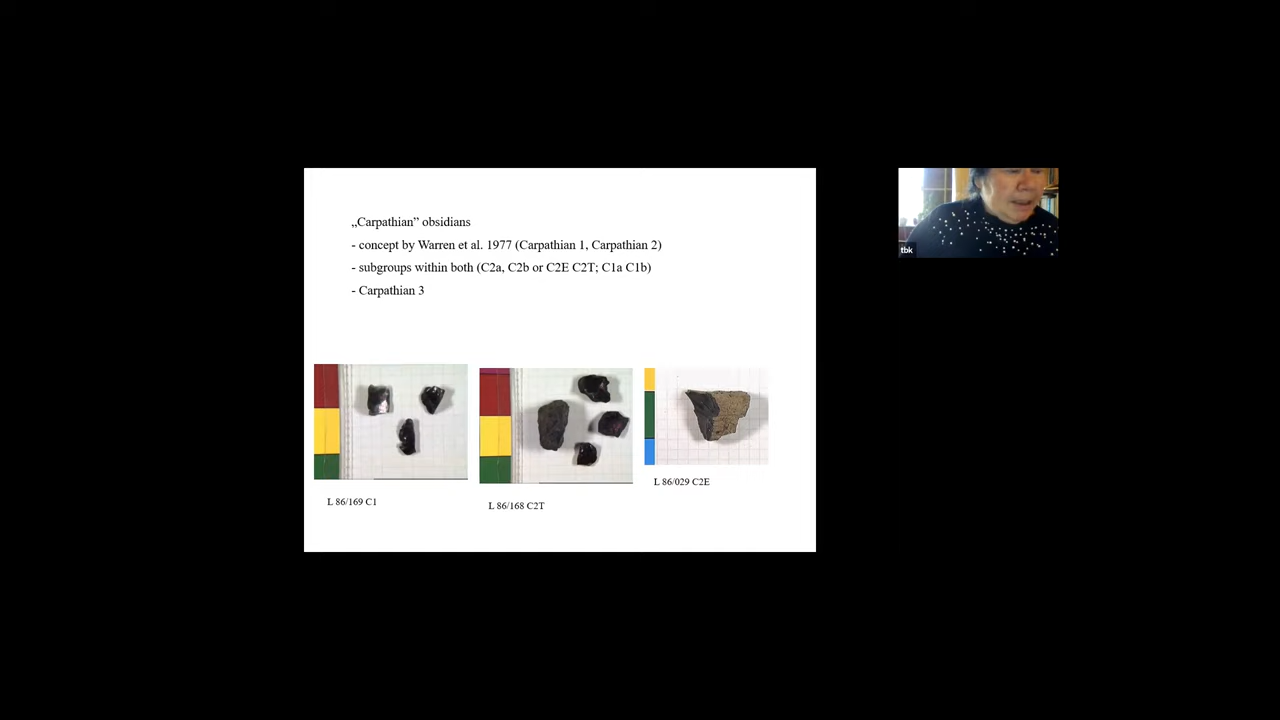 „Carpathian” obsidians
- concept by Warren et al. 1977 (Carpathian 1, Carpathian 2)
- subgroups within both (C2a, C2b or C2E C2T; C1a C1b)
- Carpathian 3
L 86/169 C1
L 86/168 C2T
L 86/029 C2E
tbk